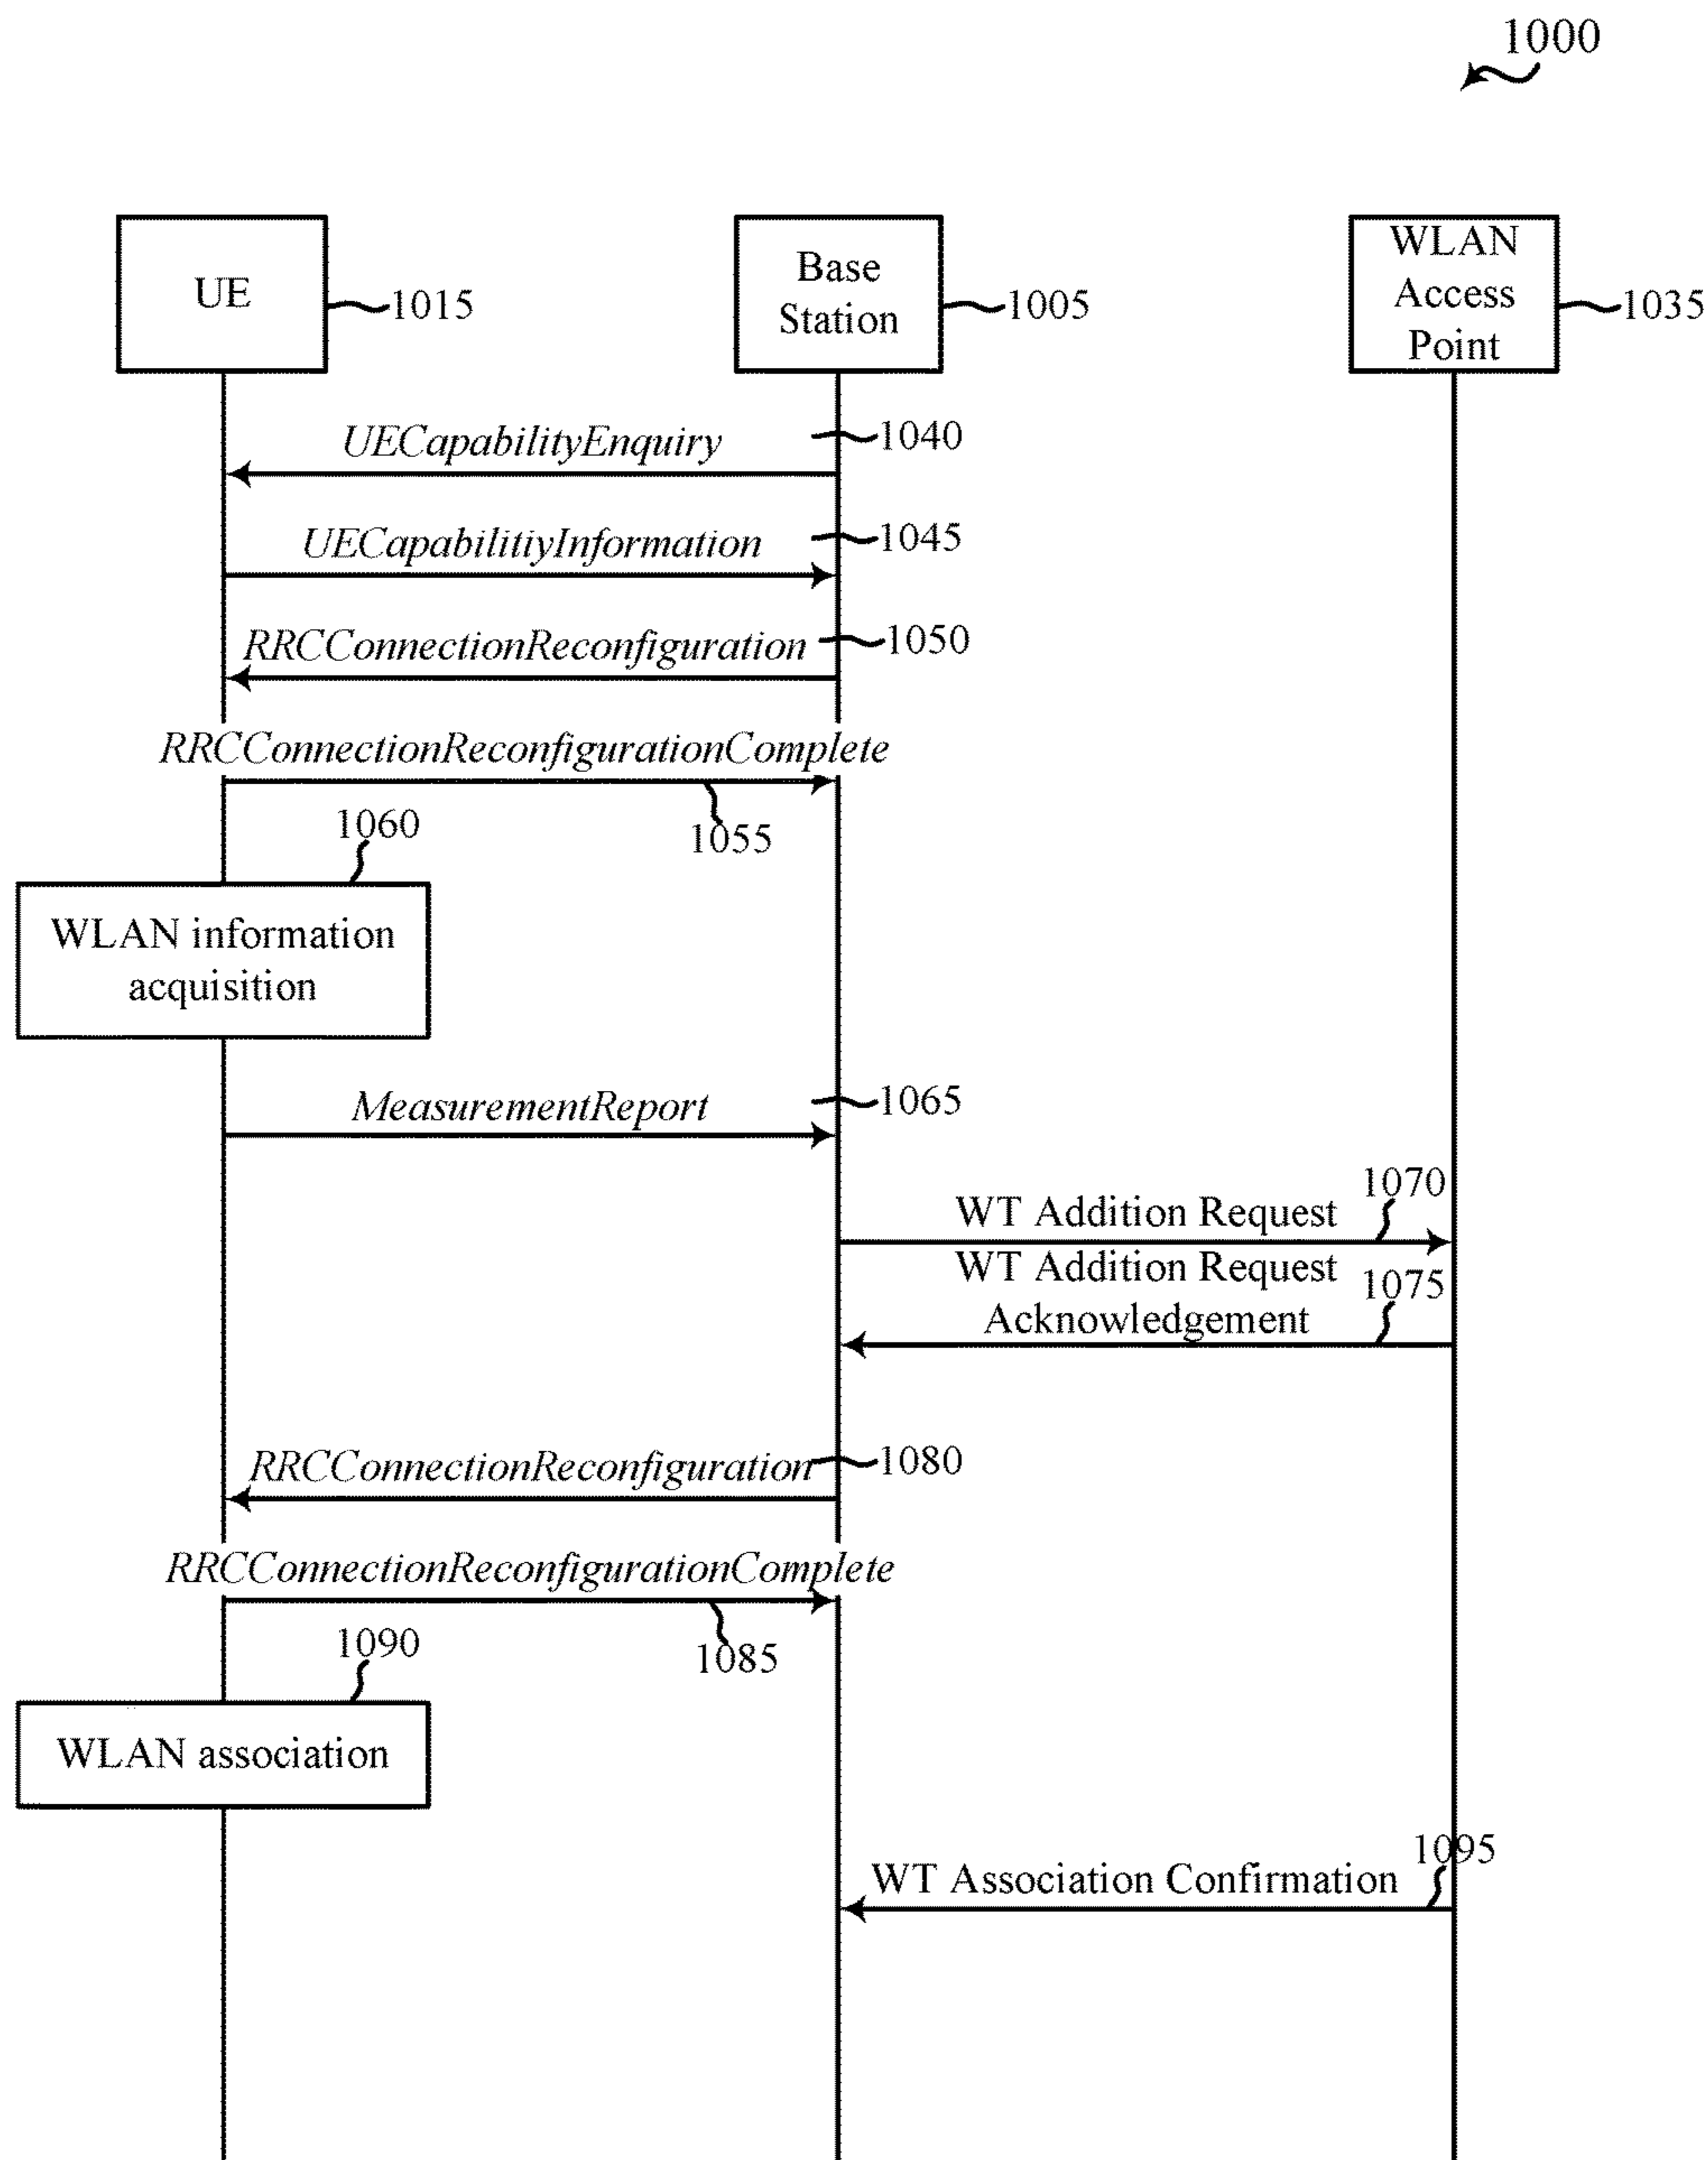 1000
UE
1015
Base
Station
1005
WLAN
Access
Point
1035
UECapabilityEnquiry
1040
UECapabilitiyInformation
1045
RRCConnectionReconfiguration
1050
RRCConnectionReconfigurationComplete
1055
1060
WLAN information
acquisition
MeasurementReport
1065
1070
WT Addition Request
WT Addition Request
1075
Acknowledgement
RRCConnectionReconfiguration
1080
RRCConnectionReconfigurationComplete
1085
1090
WLAN association
1095
WT Association Confirmation